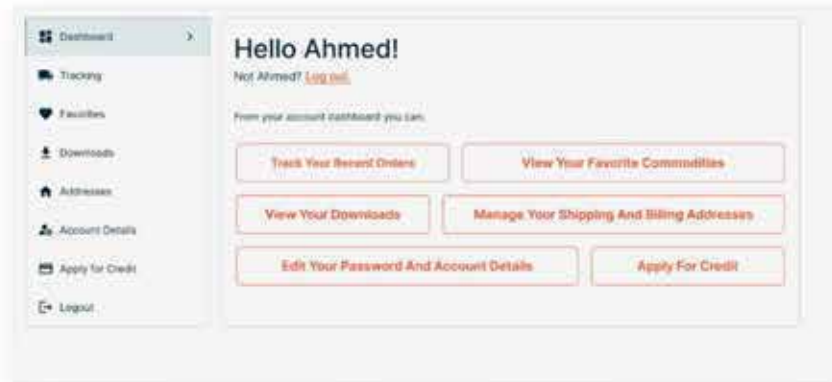 Dashboard
Tracking
Favorites
Downloads
Addresses
Account Details
Apply for Credit
Logout
Hello Ahmed!
Not Ahmed? Log out.
From your account dashboard you can:
Track Your Recent Orders
View Your Favorite Commodities
View Your Downloads
Manage Your Shipping And Billing Addresses
Edit Your Password And Account Details
Apply For Credit